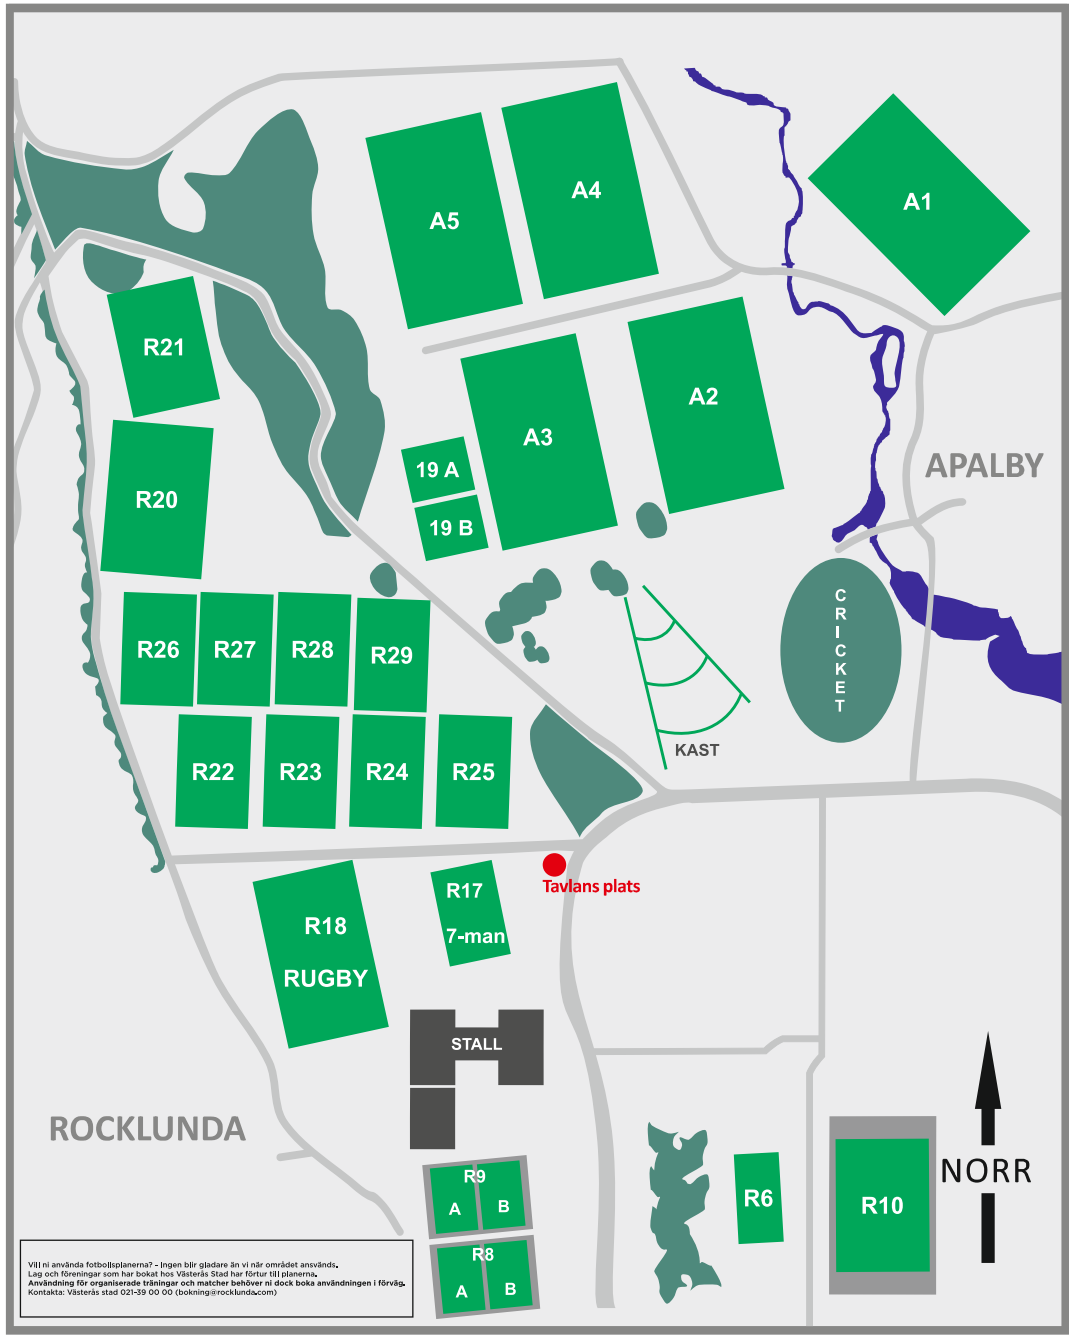 A5
A4
A1
R21
A2
A3
19 A
APALBY
R20
19 B
CRICKET
R26
R27
R28
R29
KAST
R22
R23
R24
R25
Tavlans plats
R17
7-man
R18
RUGBY
STALL
ROCKLUNDA
NORR
R9
A
B
R6
R10
R8
A
B
Vill ni använda fotbollsplanerna? - Ingen blir gladare än vi när området används.
Lag och föreningar som har bokat hos Västerås Stad har förtur till planerna.
Användning för organiserade träningar och matcher behöver ni dock boka användningen i förväg.
Kontakta: Västerås stad 021-39 00 00 (bokning@rocklunda.com)